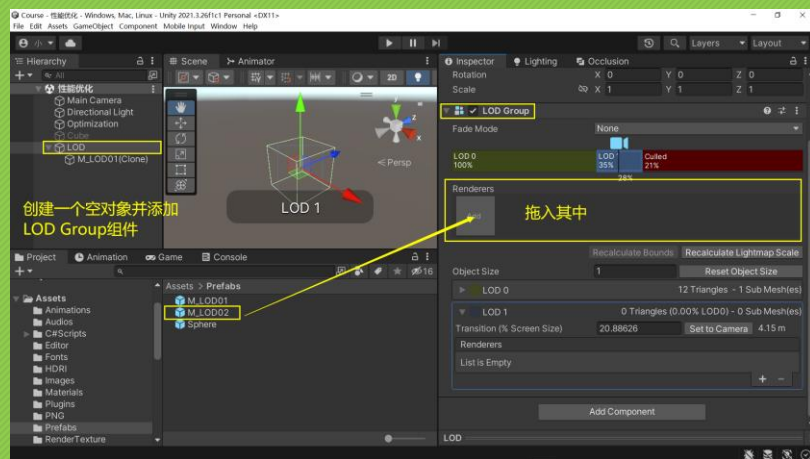 Course - 性能优化 - Windows, Mac, Linux - Unity 2021.3.26f1c1 Personal <DX11>
File Edit Assets GameObject Component Mobile Input Window Help
Layers
Layout
Hierarchy
All
性能优化
Main Camera
Directional Light
Optimization
Cube
LOD
M_LOD01(Clone)
创建一个空对象并添加
LOD Group组件
Scene
Animator
2D
y
z
x
Persp
LOD 1
Inspector
Lighting
Occlusion
Rotation X 0 Y 0 Z 0
Scale X 1 Y 1 Z 1
LOD Group
Fade Mode None
LOD 0
100%
LOD
35%
Culled
21%
28%
Renderers
Add
拖入其中
Recalculate Bounds Recalculate Lightmap Scale
Object Size 1 Reset Object Size
LOD 0 12 Triangles - 1 Sub Mesh(es)
LOD 1 0 Triangles (0.00% LOD0) - 0 Sub Mesh(es)
Transition (% Screen Size) 20.88626 Set to Camera 4.15 m
Renderers
List is Empty
Add Component
LOD
Project
Animation
Game
Console
16
Assets
Animations
Audios
C#Scripts
Editor
Fonts
HDRI
Images
Materials
Plugins
PNG
Prefabs
RenderTexture
Assets > Prefabs
M_LOD01
M_LOD02
Sphere